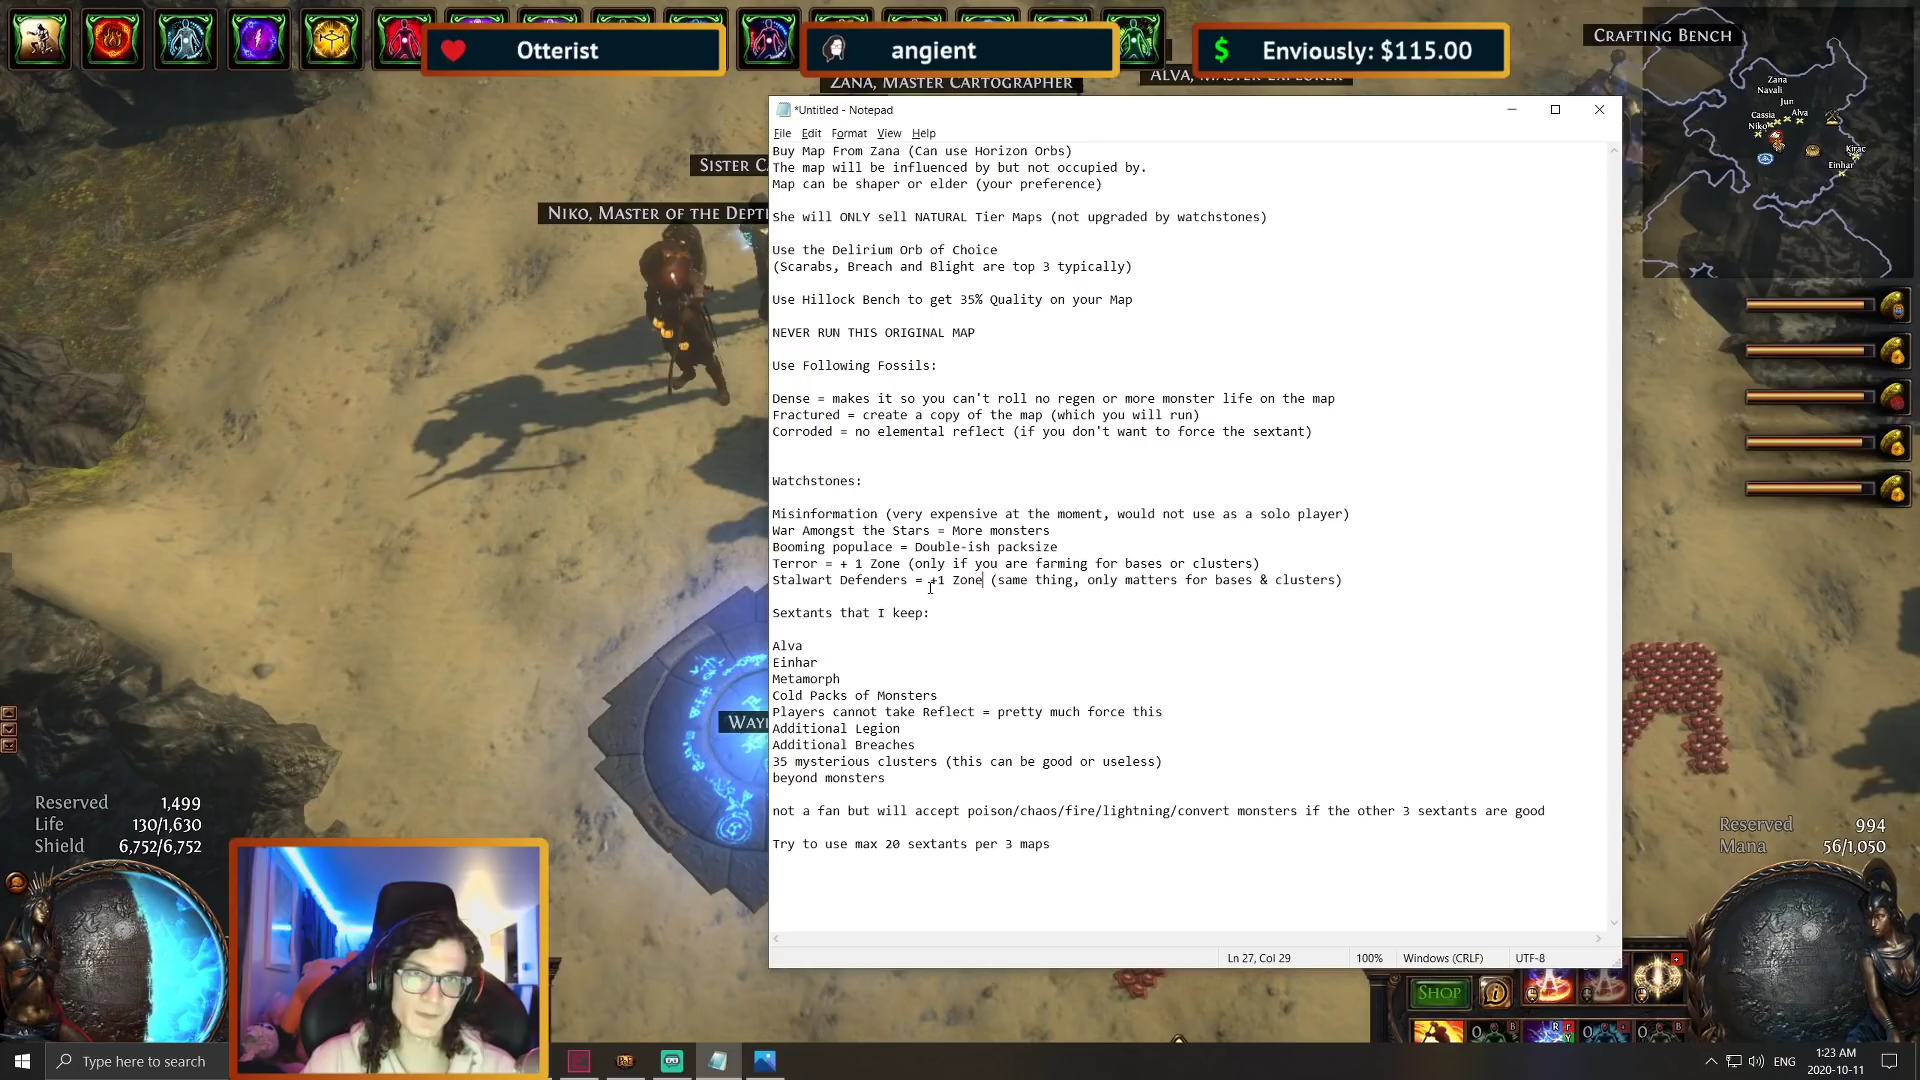 Otterist
angient
Enviously: $115.00
CRAFTING BENCH
ZANA, MASTER CARTOGRAPHER
ALVA, MASTER EXPLORER
Zana
Navali
Jun
Cassia
Alva
Niko
Kirac
Einhar
SISTER C
NIKO, MASTER OF THE DEPT
WAY
*Untitled - Notepad
File Edit Format View Help
Buy Map From Zana (Can use Horizon Orbs)
The map will be influenced by but not occupied by.
Map can be shaper or elder (your preference)
She will ONLY sell NATURAL Tier Maps (not upgraded by watchstones)
Use the Delirium Orb of Choice
(Scarabs, Breach and Blight are top 3 typically)
Use Hillock Bench to get 35% Quality on your Map
NEVER RUN THIS ORIGINAL MAP
Use Following Fossils:
Dense = makes it so you can't roll no regen or more monster life on the map
Fractured = create a copy of the map (which you will run)
Corroded = no elemental reflect (if you don't want to force the sextant)
Watchstones:
Misinformation (very expensive at the moment, would not use as a solo player)
War Amongst the Stars = More monsters
Booming populace = Double-ish packsize
Terror = + 1 Zone (only if you are farming for bases or clusters)
Stalwart Defenders = +1 Zone (same thing, only matters for bases & clusters)
Sextants that I keep:
Alva
Einhar
Metamorph
Cold Packs of Monsters
Players cannot take Reflect = pretty much force this
Additional Legion
Additional Breaches
35 mysterious clusters (this can be good or useless)
beyond monsters
not a fan but will accept poison/chaos/fire/lightning/convert monsters if the other 3 sextants are good
Try to use max 20 sextants per 3 maps
Ln 27, Col 29
100%
Windows (CRLF)
UTF-8
Reserved 1,499
Life 130/1,630
Shield 6,752/6,752
Reserved 994
Mana 56/1,050
SHOP
Type here to search
ENG
1:23 AM
2020-10-11